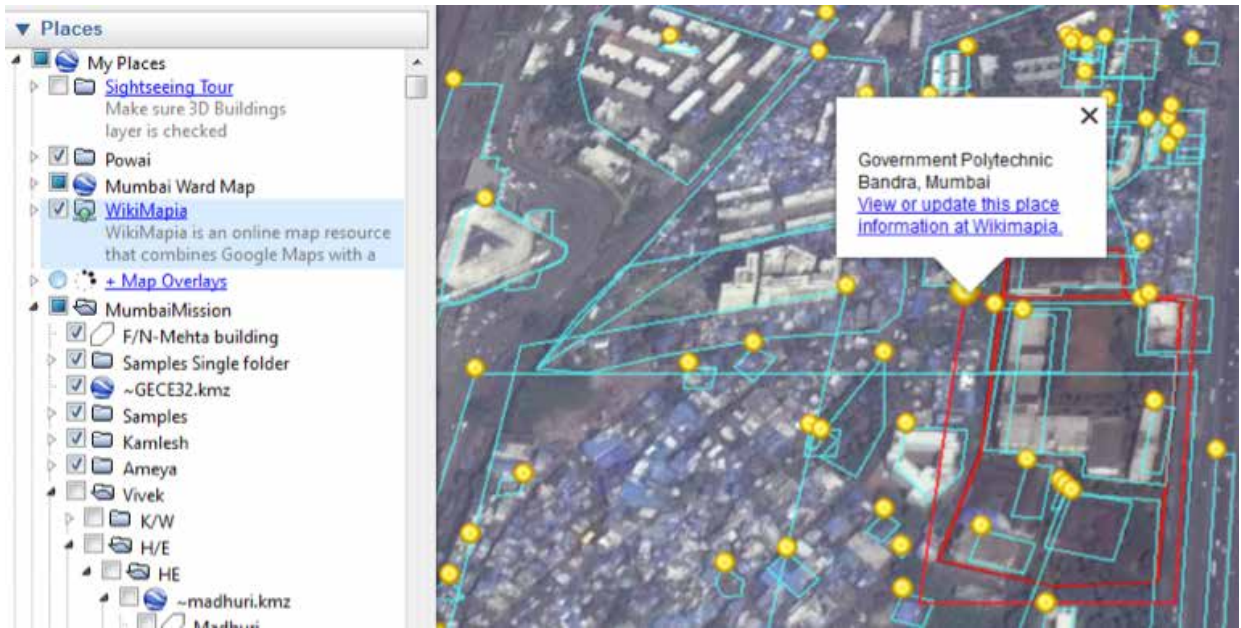 Places
My Places
Sightseeing Tour
Make sure 3D Buildings
layer is checked
Powai
Mumbai Ward Map
WikiMapia
WikiMapia is an online map resource
that combines Google Maps with a
+ Map Overlays
MumbaiMission
F/N-Mehta building
Samples Single folder
~GECE32.kmz
Samples
Kamlesh
Ameya
Vivek
K/W
H/E
HE
~madhuri.kmz
Madhuri
Government Polytechnic
Bandra, Mumbai
View or update this place
information at Wikimapia.